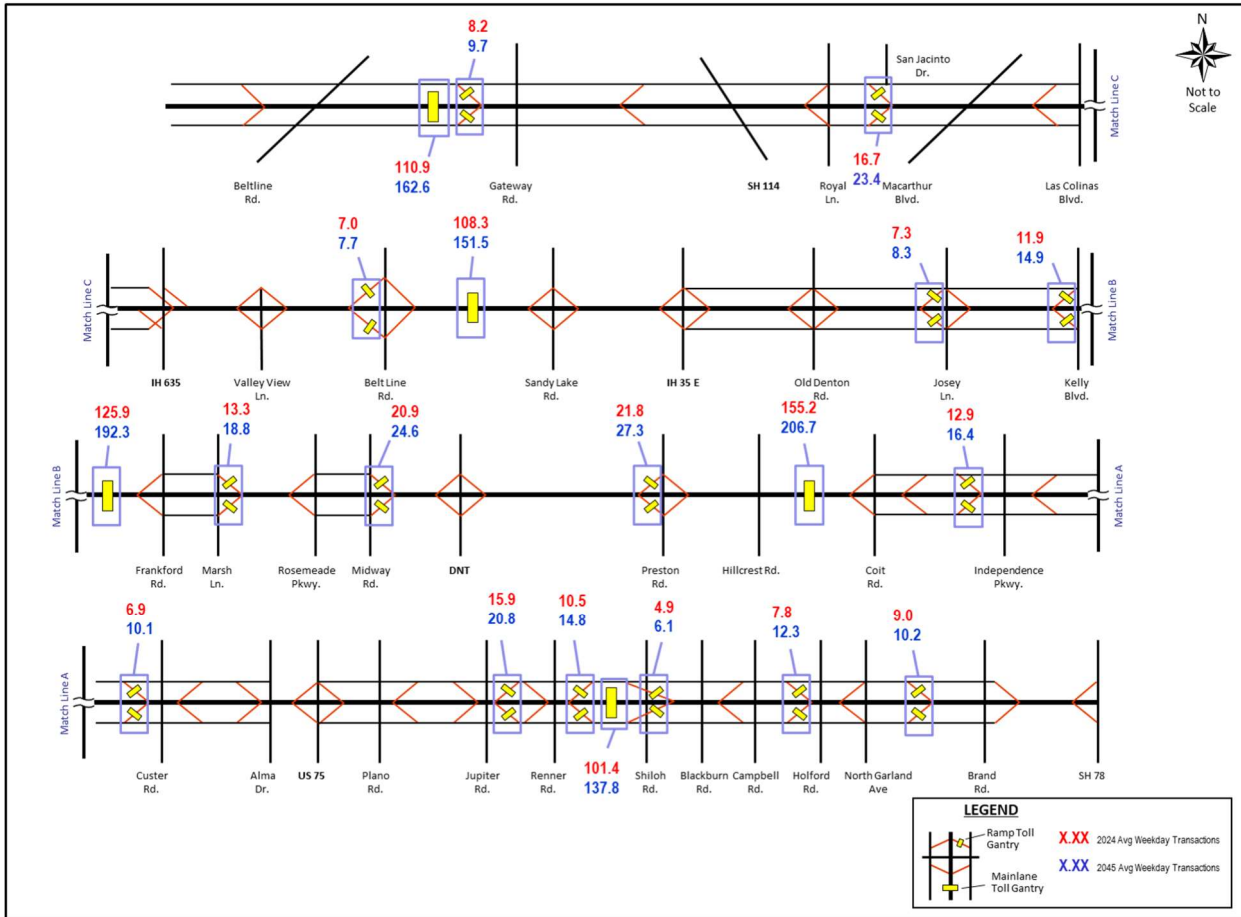 8.2
9.7
N
Not to
Scale
San Jacinto
Dr.
Match Line C
110.9
162.6
16.7
23.4
Beltline
Rd.
Gateway
Rd.
SH 114
Royal
Ln.
Macarthur
Blvd.
Las Colinas
Blvd.
Match Line C
7.0
7.7
108.3
151.5
7.3
8.3
11.9
14.9
Match Line B
IH 635
Valley View
Ln.
Belt Line
Rd.
Sandy Lake
Rd.
IH 35 E
Old Denton
Rd.
Josey
Ln.
Kelly
Blvd.
Match Line B
125.9
192.3
13.3
18.8
20.9
24.6
21.8
27.3
155.2
206.7
12.9
16.4
Match Line A
Frankford
Rd.
Marsh
Ln.
Rosemeade
Pkwy.
Midway
Rd.
DNT
Preston
Rd.
Hillcrest Rd.
Coit
Rd.
Independence
Pkwy.
Match Line A
6.9
10.1
15.9
20.8
10.5
14.8
4.9
6.1
7.8
12.3
9.0
10.2
101.4
137.8
Custer
Rd.
Alma
Dr.
US 75
Plano
Rd.
Jupiter
Rd.
Renner
Rd.
Shiloh
Rd.
Blackburn
Rd.
Campbell
Rd.
Holford
Rd.
North Garland
Ave
Brand
Rd.
SH 78
LEGEND
Ramp Toll
Gantry
Mainlane
Toll Gantry
X.XX 2024 Avg Weekday Transactions
X.XX 2045 Avg Weekday Transactions